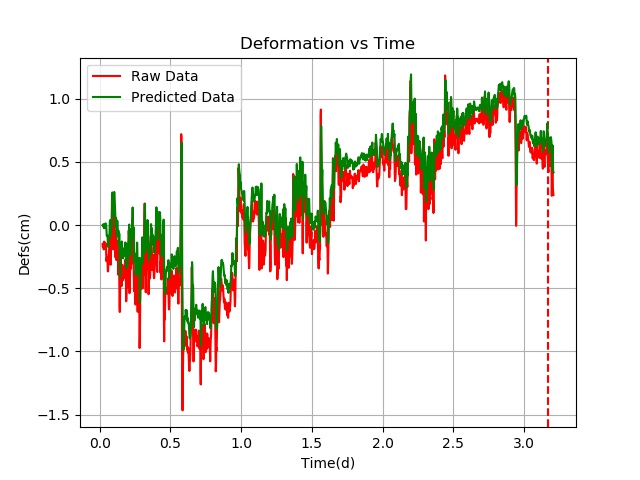 Deformation vs Time
Raw Data
Predicted Data
Defs(cm)
1.0
0.5
0.0
−0.5
−1.0
−1.5
0.0 0.5 1.0 1.5 2.0 2.5 3.0
Time(d)